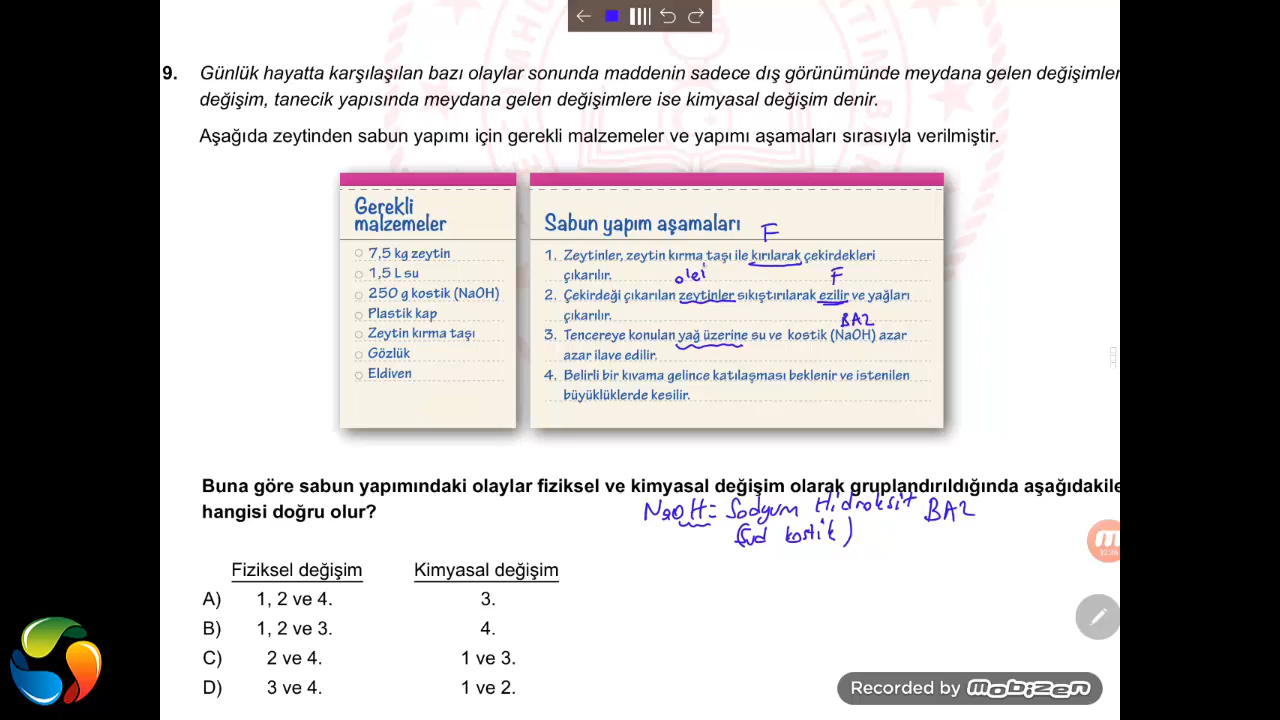 9. Günlük hayatta karşılaşılan bazı olaylar sonunda maddenin sadece dış görünümünde meydana gelen değişimler
değişim, tanecik yapısında meydana gelen değişimlere ise kimyasal değişim denir.
Aşağıda zeytinden sabun yapımı için gerekli malzemeler ve yapımı aşamaları sırasıyla verilmiştir.
Gerekli
malzemeler
7,5 kg zeytin
1,5 L su
250 g kostik (NaOH)
Plastik kap
Zeytin kırma taşı
Gözlük
Eldiven
Sabun yapım aşamaları
F
1. Zeytinler, zeytin kırma taşı ile kırılarak çekirdekleri
çıkarılır.
olei F
2. Çekirdeği çıkarılan zeytinler sıkıştırılarak ezilir ve yağları
çıkarılır.
BAZ
3. Tencereye konulan yağ üzerine su ve kostik (NaOH) azar
azar ilave edilir.
4. Belirli bir kıvama gelince katılaşması beklenir ve istenilen
büyüklüklerde kesilir.
Buna göre sabun yapımındaki olaylar fiziksel ve kimyasal değişim olarak gruplandırıldığında aşağıdakile
hangisi doğru olur?
NaOH = Sodyum Hidroksit BAZ
kostik)
Fiziksel değişim Kimyasal değişim
A) 1, 2 ve 4. 3.
B) 1, 2 ve 3. 4.
C) 2 ve 4. 1 ve 3.
D) 3 ve 4. 1 ve 2.
Recorded by mobizen